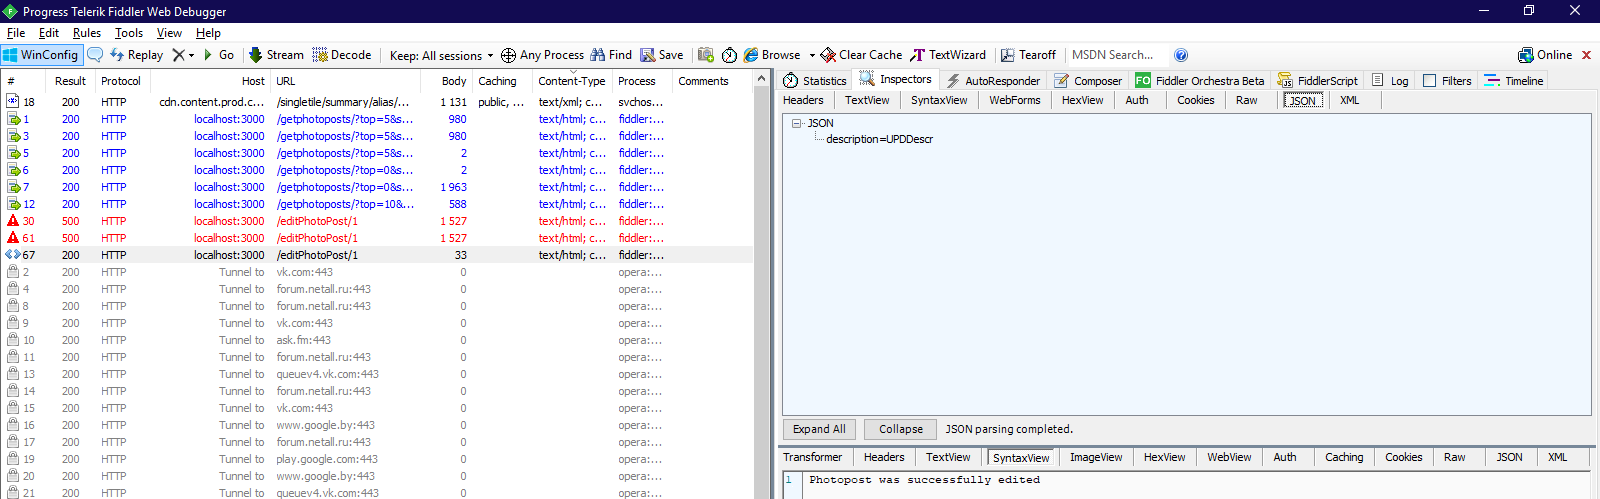 Progress Telerik Fiddler Web Debugger
File Edit Rules Tools View Help
WinConfig Replay Go Stream Decode Keep: All sessions Any Process Find Save Browse Clear Cache TextWizard Tearoff MSDN Search... Online
# Result Protocol Host URL Body Caching Content-Type Process Comments
18 200 HTTP cdn.content.prod.c... /singletile/summary/alias/... 1 131 public, ... text/xml; c... svchos...
1 200 HTTP localhost:3000 /getphotoposts/?top=5&s... 980 text/html; c... fiddler:...
3 200 HTTP localhost:3000 /getphotoposts/?top=5&s... 980 text/html; c... fiddler:...
5 200 HTTP localhost:3000 /getphotoposts/?top=5&s... 2 text/html; c... fiddler:...
6 200 HTTP localhost:3000 /getphotoposts/?top=0&s... 2 text/html; c... fiddler:...
7 200 HTTP localhost:3000 /getphotoposts/?top=0&s... 1 963 text/html; c... fiddler:...
12 200 HTTP localhost:3000 /getphotoposts/?top=10&... 588 text/html; c... fiddler:...
30 500 HTTP localhost:3000 /editPhotoPost/1 1 527 text/html; c... fiddler:...
61 500 HTTP localhost:3000 /editPhotoPost/1 1 527 text/html; c... fiddler:...
67 200 HTTP localhost:3000 /editPhotoPost/1 33 text/html; c... fiddler:...
2 200 HTTP Tunnel to vk.com:443 0 opera:...
4 200 HTTP Tunnel to forum.netall.ru:443 0 opera:...
8 200 HTTP Tunnel to forum.netall.ru:443 0 opera:...
9 200 HTTP Tunnel to vk.com:443 0 opera:...
10 200 HTTP Tunnel to ask.fm:443 0 opera:...
11 200 HTTP Tunnel to forum.netall.ru:443 0 opera:...
13 200 HTTP Tunnel to queuev4.vk.com:443 0 opera:...
14 200 HTTP Tunnel to forum.netall.ru:443 0 opera:...
15 200 HTTP Tunnel to vk.com:443 0 opera:...
16 200 HTTP Tunnel to www.google.by:443 0 opera:...
17 200 HTTP Tunnel to forum.netall.ru:443 0 opera:...
19 200 HTTP Tunnel to play.google.com:443 0 opera:...
20 200 HTTP Tunnel to www.google.by:443 0 opera:...
21 200 HTTP Tunnel to queuev4.vk.com:443 0 opera:...
Statistics Inspectors AutoResponder Composer FO Fiddler Orchestra Beta FiddlerScript Log Filters Timeline
Headers TextView SyntaxView WebForms HexView Auth Cookies Raw JSON XML
JSON
description=UPDDescr
Expand All Collapse JSON parsing completed.
Transformer Headers TextView SyntaxView ImageView HexView WebView Auth Caching Cookies Raw JSON XML
1 Photopost was successfully edited